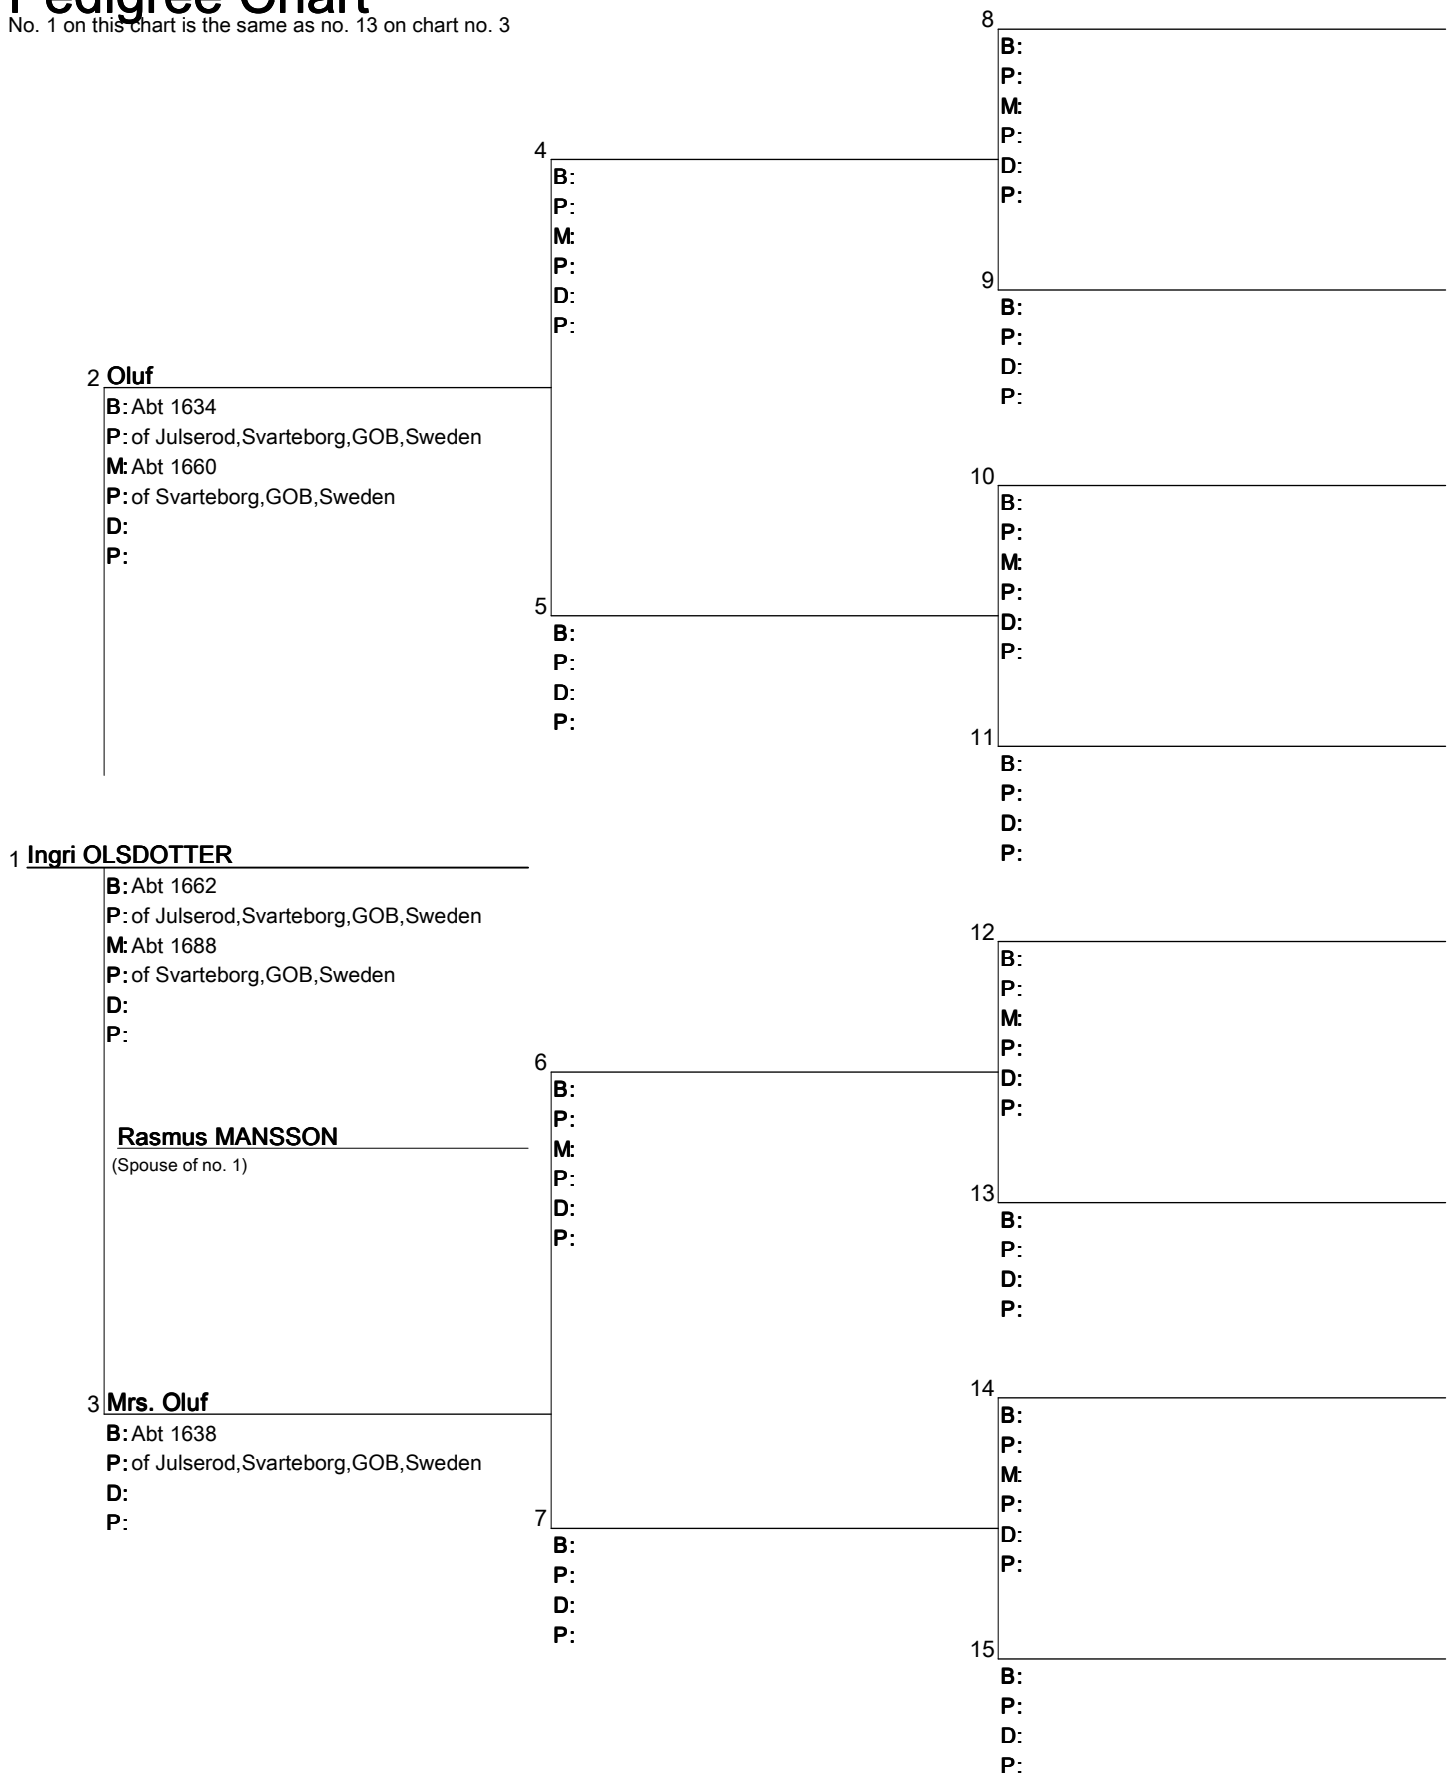 Pedigree Chart
No. 1 on this chart is the same as no. 13 on chart no. 3
8
B:
P:
M:
P:
D:
P:
4
B:
P:
M:
P:
D:
P:
9
B:
P:
D:
P:
2 Oluf
B: Abt 1634
P: of Julserod,Svarteborg,GOB,Sweden
M: Abt 1660
P: of Svarteborg,GOB,Sweden
D:
P:
10
B:
P:
M:
P:
D:
P:
5
B:
P:
D:
P:
11
B:
P:
D:
P:
1 Ingri OLSDOTTER
B: Abt 1662
P: of Julserod,Svarteborg,GOB,Sweden
M: Abt 1688
P: of Svarteborg,GOB,Sweden
D:
P:
12
B:
P:
M:
P:
D:
P:
6
B:
P:
M:
P:
D:
P:
Rasmus MANSSON
(Spouse of no. 1)
13
B:
P:
D:
P:
3 Mrs. Oluf
B: Abt 1638
P: of Julserod,Svarteborg,GOB,Sweden
D:
P:
14
B:
P:
M:
P:
D:
P:
7
B:
P:
D:
P:
15
B:
P:
D:
P: